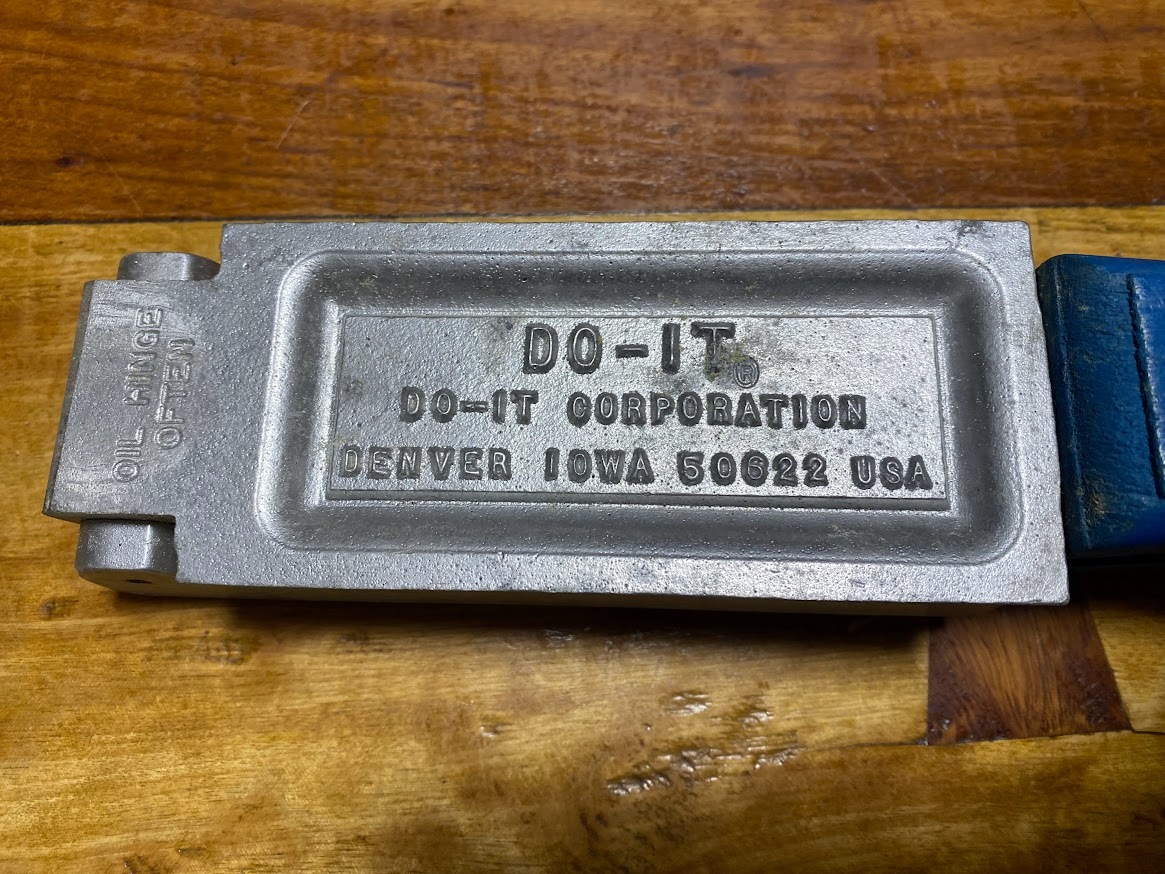 OIL HINGE
OFTEN
DO-IT®
DO-IT CORPORATION
DENVER IOWA 50622 USA